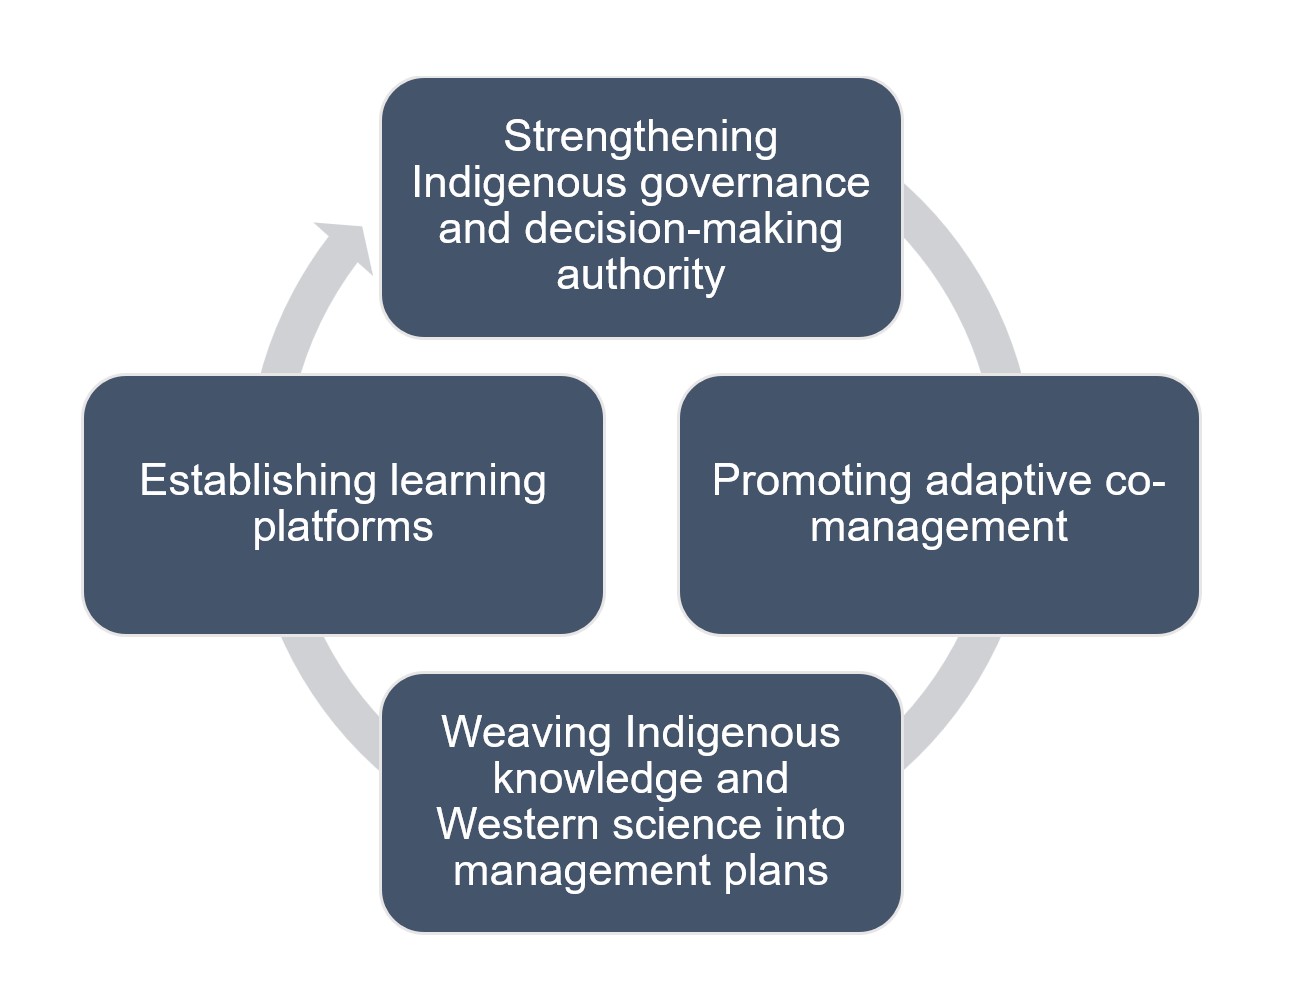 Strengthening
Indigenous governance
and decision-making
authority
Establishing learning
platforms
Promoting adaptive co-
management
Weaving Indigenous
knowledge and
Western science into
management plans